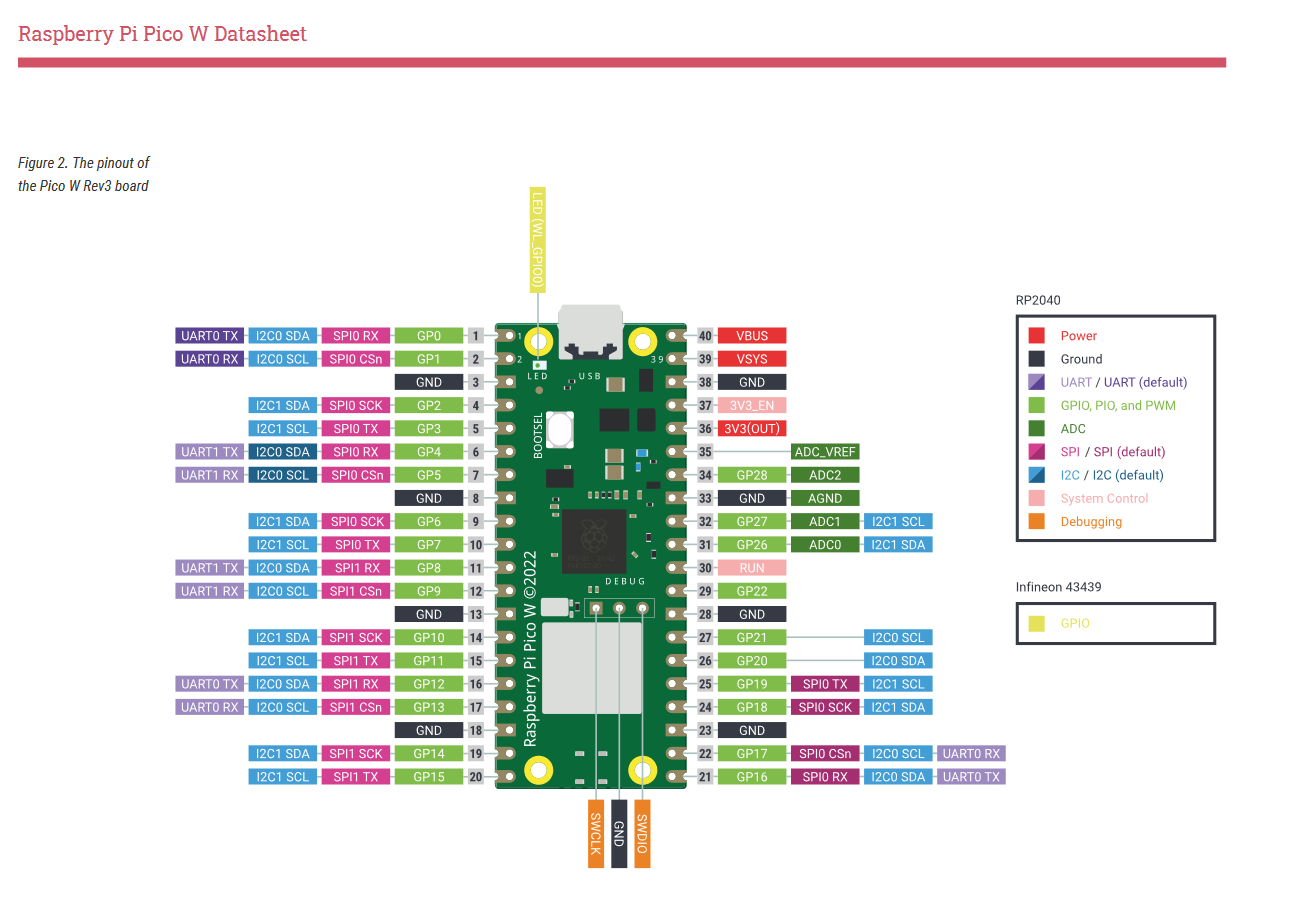 Raspberry Pi Pico W Datasheet
Figure 2. The pinout of
the Pico W Rev3 board
LED (WL_GPIO0)
UART0 TX I2C0 SDA SPI0 RX GP0 1 1 40 VBUS
UART0 RX I2C0 SCL SPI0 CSn GP1 2 2 39 39 VSYS
LED USB
GND 3 38 GND
I2C1 SDA SPI0 SCK GP2 4 37 3V3_EN
I2C1 SCL SPI0 TX GP3 5 36 3V3(OUT)
BOOTSEL
UART1 TX I2C0 SDA SPI0 RX GP4 6 35 ADC_VREF
UART1 RX I2C0 SCL SPI0 CSn GP5 7 34 GP28 ADC2
GND 8 33 GND AGND
I2C1 SDA SPI0 SCK GP6 9 32 GP27 ADC1 I2C1 SCL
I2C1 SCL SPI0 TX GP7 10 31 GP26 ADC0 I2C1 SDA
UART1 TX I2C0 SDA SPI1 RX GP8 11 30 RUN
DEBUG
UART1 RX I2C0 SCL SPI1 CSn GP9 12 29 GP22
GND 13 28 GND
I2C1 SDA SPI1 SCK GP10 14 27 GP21 I2C0 SCL
I2C1 SCL SPI1 TX GP11 15 26 GP20 I2C0 SDA
UART0 TX I2C0 SDA SPI1 RX GP12 16 25 GP19 SPI0 TX I2C1 SCL
UART0 RX I2C0 SCL SPI1 CSn GP13 17 24 GP18 SPI0 SCK I2C1 SDA
GND 18 23 GND
I2C1 SDA SPI1 SCK GP14 19 22 GP17 SPI0 CSn I2C0 SCL UART0 RX
I2C1 SCL SPI1 TX GP15 20 21 GP16 SPI0 RX I2C0 SDA UART0 TX
Raspberry Pi Pico W ©2022
SWCLK
GND
SWDIO
RP2040
Power
Ground
UART / UART (default)
GPIO, PIO, and PWM
ADC
SPI / SPI (default)
I2C / I2C (default)
System Control
Debugging
Infineon 43439
GPIO